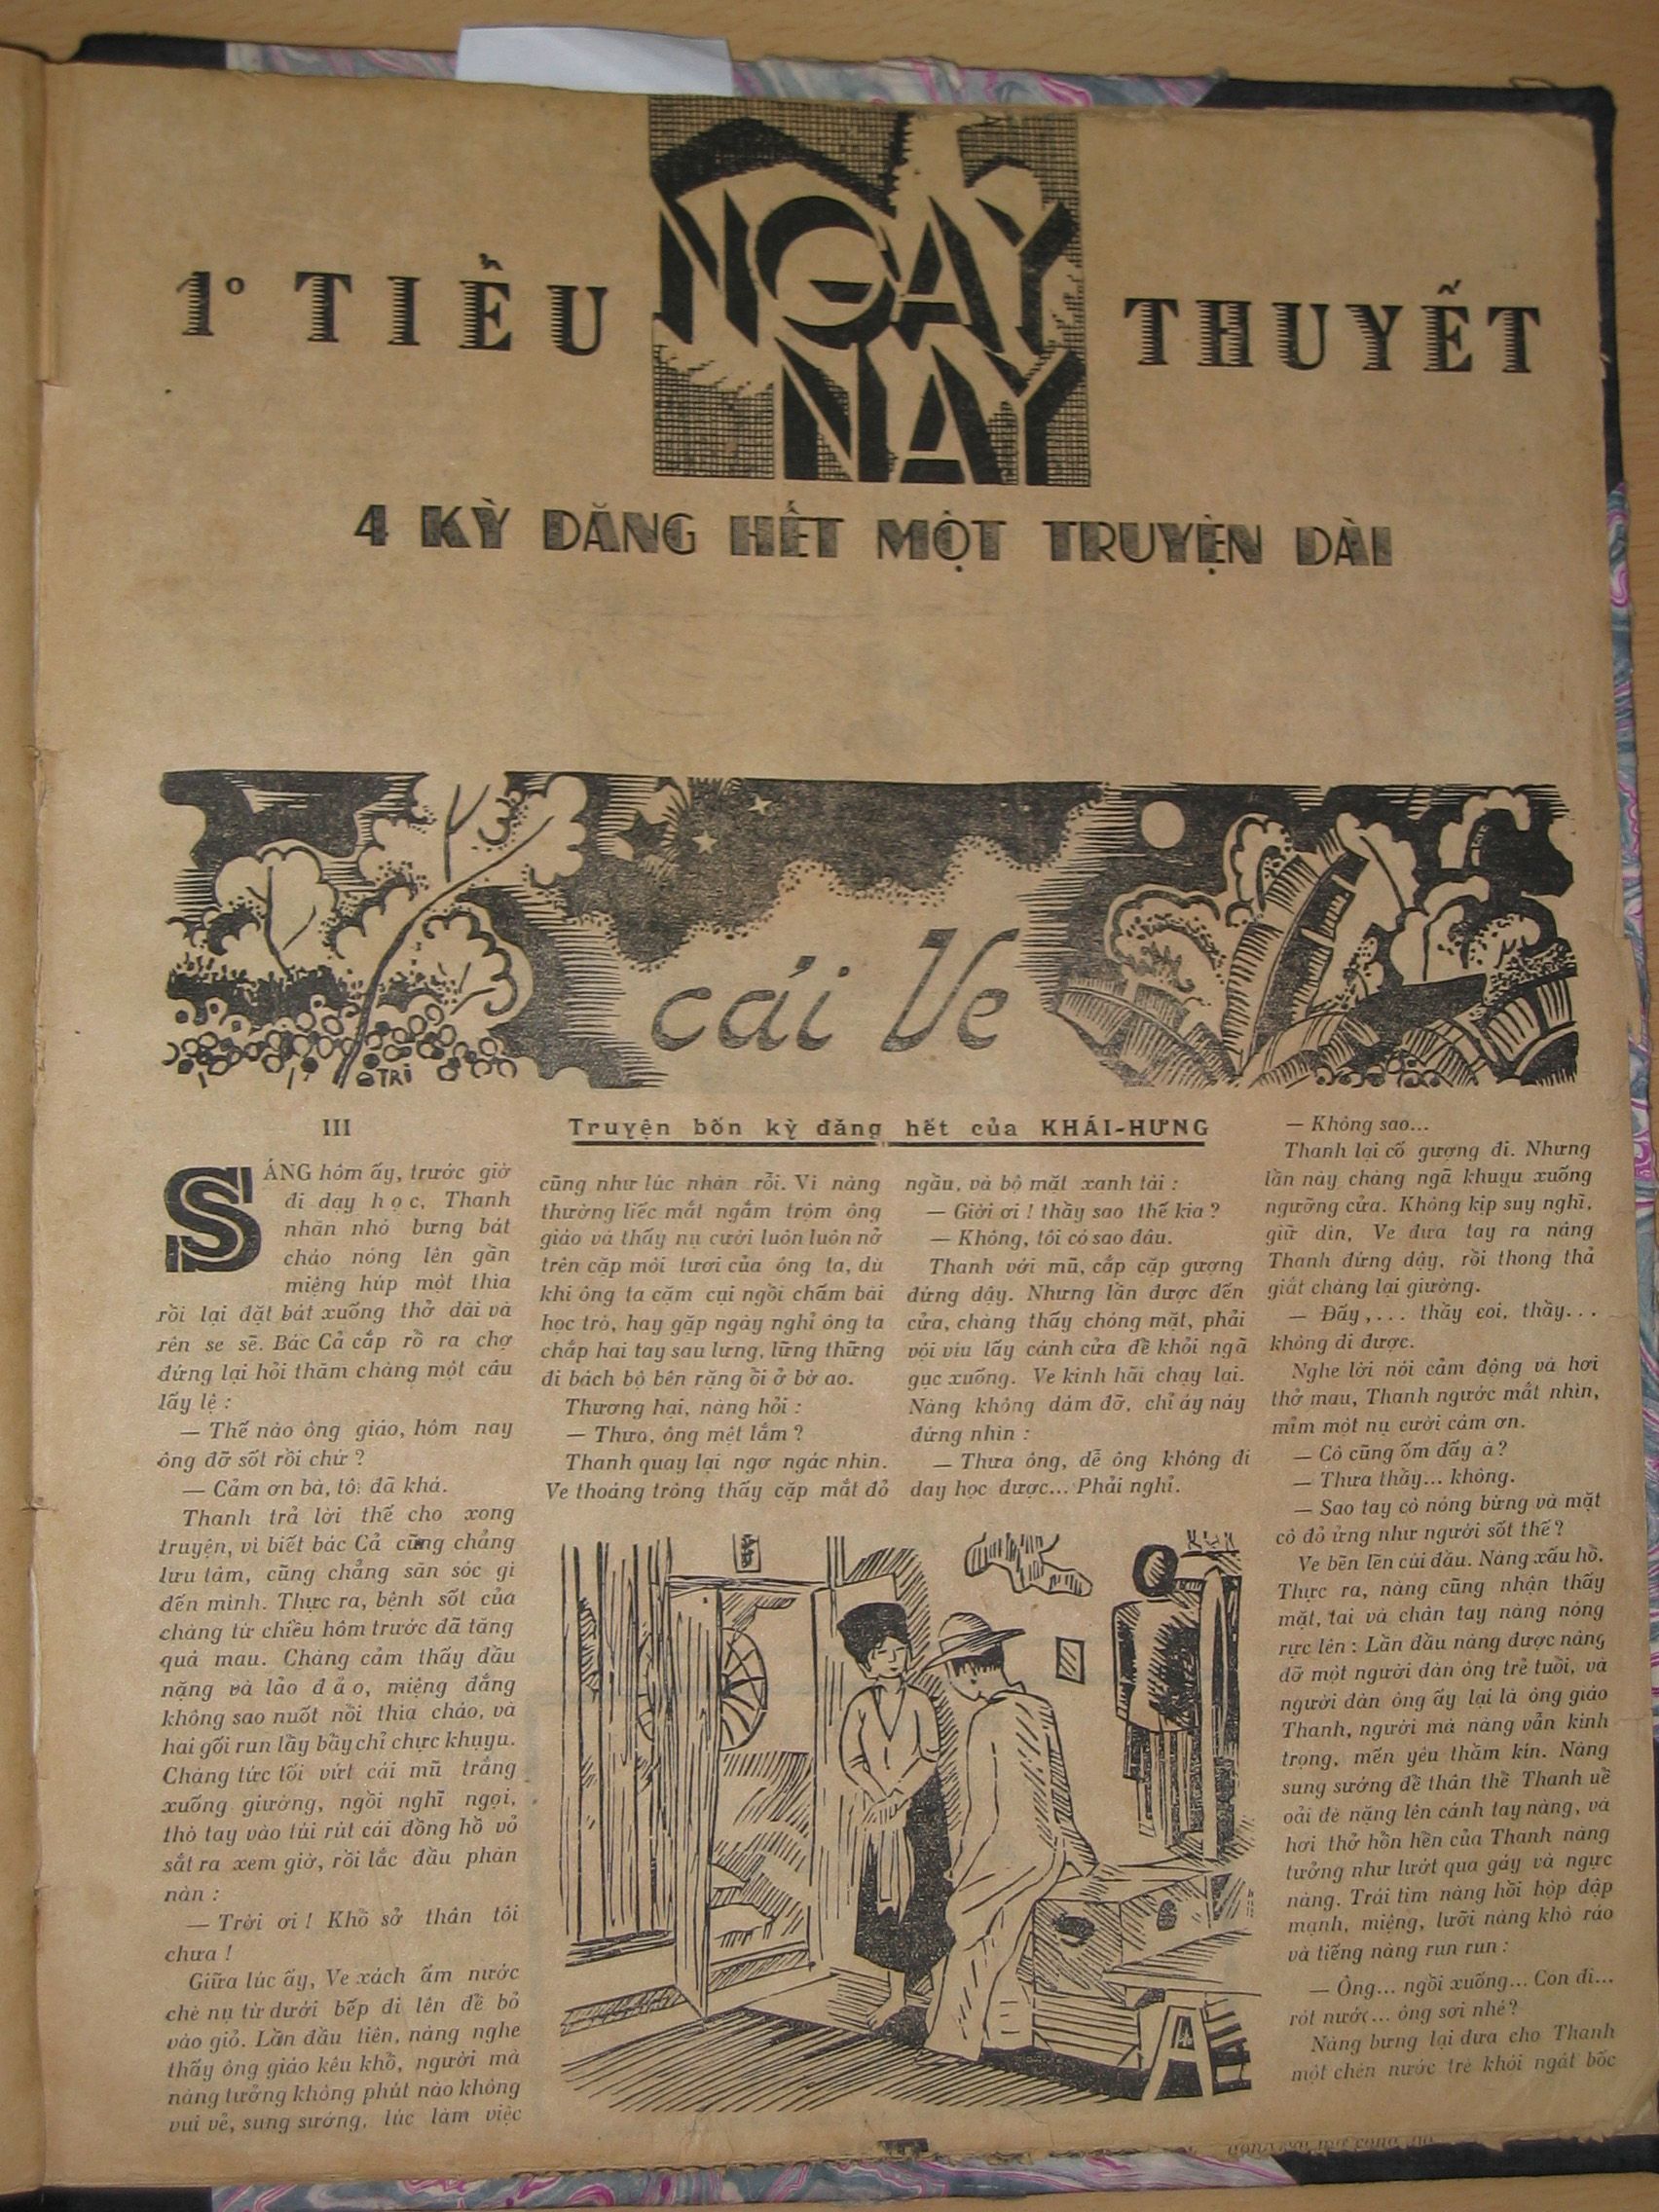 1º TIỂU THUYẾT
NGAY
NAY
4 KỲ ĐĂNG HẾT MỘT TRUYỆN DÀI
cái Ve
TRI
Truyện bốn kỳ đăng hết của KHÁI-HƯNG
III
SÁNG hôm ấy, trước giờ
đi dạy học, Thanh
nhăn nhó bưng bát
cháo nóng lên gần
miệng húp một thìa
rồi lại đặt bát xuống thở dài và
rên se sẽ. Bác Cả cắp rổ ra chợ
đứng lại hỏi thăm chàng một câu
lấy lệ :
— Thế nào ông giáo, hôm nay
ông đỡ sốt rồi chứ ?
— Cảm ơn bà, tôi đã khá.
Thanh trả lời thế cho xong
truyện, vì biết bác Cả cũng chẳng
lưu tâm, cũng chẳng săn sóc gì
đến mình. Thực ra, bệnh sốt của
chàng từ chiều hôm trước đã tăng
quá mau. Chàng cảm thấy đầu
nặng và lảo đảo, miệng đắng
không sao nuốt nổi thìa cháo, và
hai gối run lầy bầy chỉ chực khuỵu.
Chàng tức tối vứt cái mũ trắng
xuống giường, ngồi nghĩ ngợi,
thò tay vào túi rút cái đồng hồ vỏ
sắt ra xem giờ, rồi lắc đầu phàn
nàn :
— Trời ơi ! Khổ sở thân tôi
chưa !
Giữa lúc ấy, Ve xách ấm nước
chè nụ từ dưới bếp đi lên để bỏ
vào giỏ. Lần đầu tiên, nàng nghe
thấy ông giáo kêu khổ, người mà
nàng tưởng không phút nào không
vui vẻ, sung sướng, lúc làm việc
cũng như lúc nhàn rỗi. Vì nàng
thường liếc mắt ngắm trộm ông
giáo và thấy nụ cười luôn luôn nở
trên cặp môi tươi của ông ta, dù
khi ông ta cặm cụi ngồi chấm bài
học trò, hay gặp ngày nghỉ ông ta
chắp hai tay sau lưng, lững thững
đi bách bộ bên rặng ổi ở bờ ao.
Thương hại, nàng hỏi :
— Thưa, ông mệt lắm ?
Thanh quay lại ngơ ngác nhìn.
Ve thoáng trông thấy cặp mắt đỏ
ngầu, và bộ mặt xanh tái :
— Giời ơi ! thầy sao thế kia ?
— Không, tôi có sao đâu.
Thanh với mũ, cắp cặp gượng
đứng dậy. Nhưng lần được đến
cửa, chàng thấy chóng mặt, phải
vội víu lấy cánh cửa để khỏi ngã
gục xuống. Ve kinh hãi chạy lại.
Nàng không dám đỡ, chỉ áy náy
đứng nhìn :
— Thưa ông, dễ ông không đi
dạy học được... Phải nghỉ.
— Không sao...
Thanh lại cố gượng đi. Nhưng
lần này chàng ngã khuỵu xuống
ngưỡng cửa. Không kịp suy nghĩ,
giữ gìn, Ve đưa tay ra nâng
Thanh đứng dậy, rồi thong thả
giắt chàng lại giường.
— Đấy,... thầy coi, thầy...
không đi được.
Nghe lời nói cảm động và hơi
thở mau, Thanh ngước mắt nhìn,
mỉm một nụ cười cảm ơn.
— Cô cũng ốm đấy à ?
— Thưa thầy... không.
— Sao tay cô nóng bừng và mặt
cô đỏ ửng như người sốt thế ?
Ve bẽn lẽn cúi đầu. Nàng xấu hổ.
Thực ra, nàng cũng nhận thấy
mặt, tai và chân tay nàng nóng
rực lên : Lần đầu nàng được nâng
đỡ một người đàn ông trẻ tuổi, và
người đàn ông ấy lại là ông giáo
Thanh, người mà nàng vẫn kính
trọng, mến yêu thầm kín. Nàng
sung sướng để thân thể Thanh uể
oải đè nặng lên cánh tay nàng, và
hơi thở hổn hển của Thanh nàng
tưởng như lướt qua gáy và ngực
nàng. Trái tim nàng hồi hộp đập
mạnh, miệng, lưỡi nàng khô ráo
và tiếng nàng run run :
— Ông... ngồi xuống... Con đi...
rót nước... ông sơi nhé ?
Nàng bưng lại đưa cho Thanh
một chén nước trè khói ngát bốc